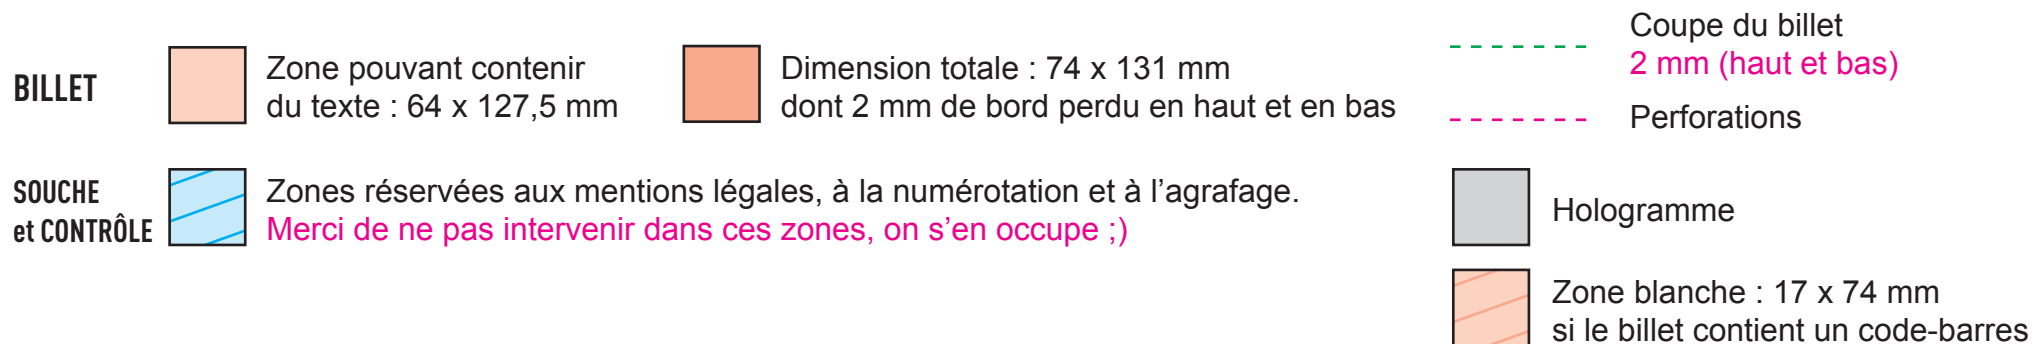 BILLET
Zone pouvant contenir
du texte : 64 x 127,5 mm
Dimension totale : 74 x 131 mm
dont 2 mm de bord perdu en haut et en bas
Coupe du billet
2 mm (haut et bas)
Perforations
SOUCHE
et CONTRÔLE
Zones réservées aux mentions légales, à la numérotation et à l’agrafage.
Merci de ne pas intervenir dans ces zones, on s’en occupe ;)
Hologramme
Zone blanche : 17 x 74 mm
si le billet contient un code-barres